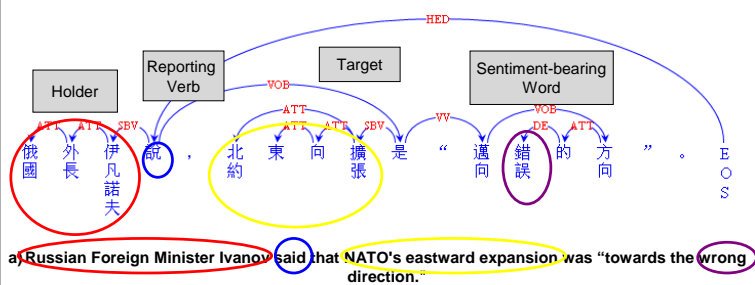 HED
Holder
Reporting Verb
Target
Sentiment-bearing Word
VOB
ATT
VV
VOB
ATT ATT SBV ATT ATT SBV DE ATT
俄國 外長 伊凡諾夫 說 , 北約 東 向 擴張 是 “ 邁向 錯誤 的 方向 ” 。 EOS
a) Russian Foreign Minister Ivanov said that NATO's eastward expansion was “towards the wrong
direction.”